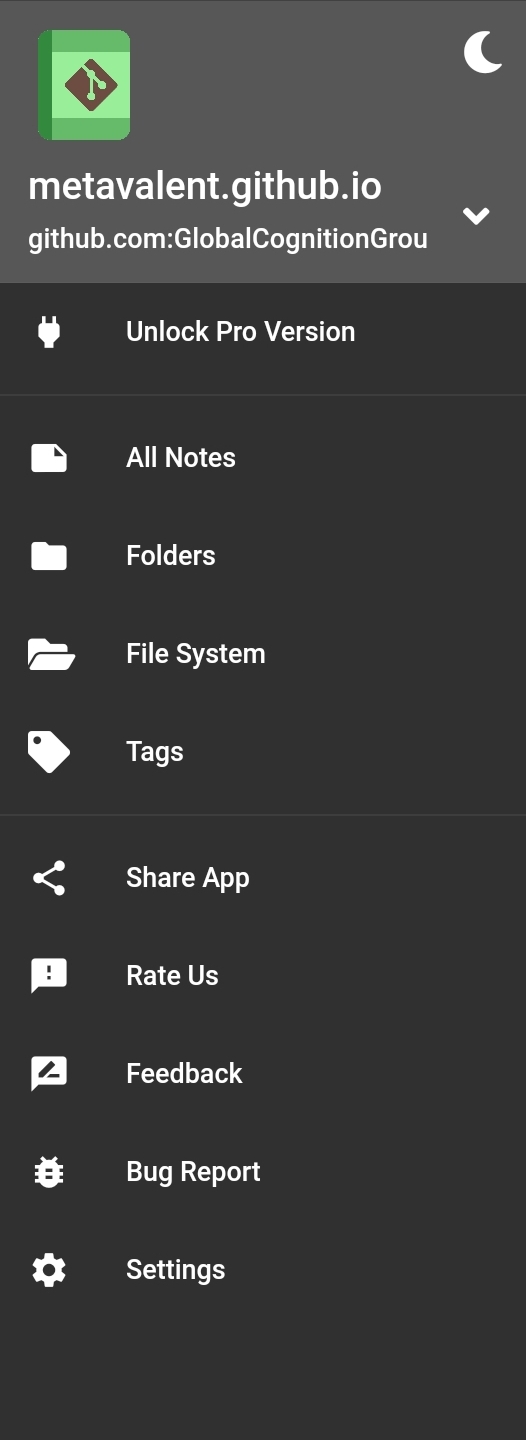 metavalent.github.io
github.com:GlobalCognitionGrou
Unlock Pro Version
All Notes
Folders
File System
Tags
Share App
Rate Us
Feedback
Bug Report
Settings